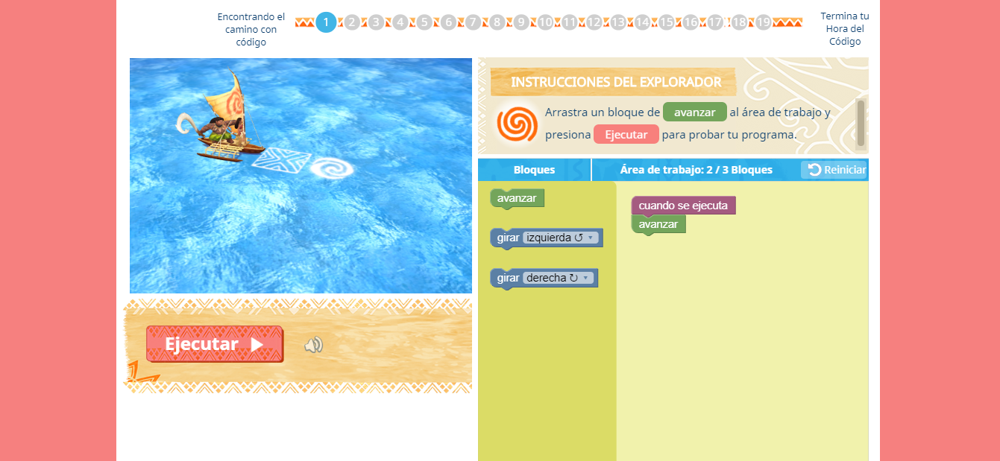 Encontrando el
camino con
código
1 2 3 4 5 6 7 8 9 10 11 12 13 14 15 16 17 18 19
Termina tu
Hora del
Código
INSTRUCCIONES DEL EXPLORADOR
Arrastra un bloque de avanzar al área de trabajo y
presiona Ejecutar para probar tu programa.
Bloques
Área de trabajo: 2 / 3 Bloques
Reiniciar
avanzar
girar izquierda ↺ ▾
girar derecha ↻ ▾
cuando se ejecuta
avanzar
Ejecutar